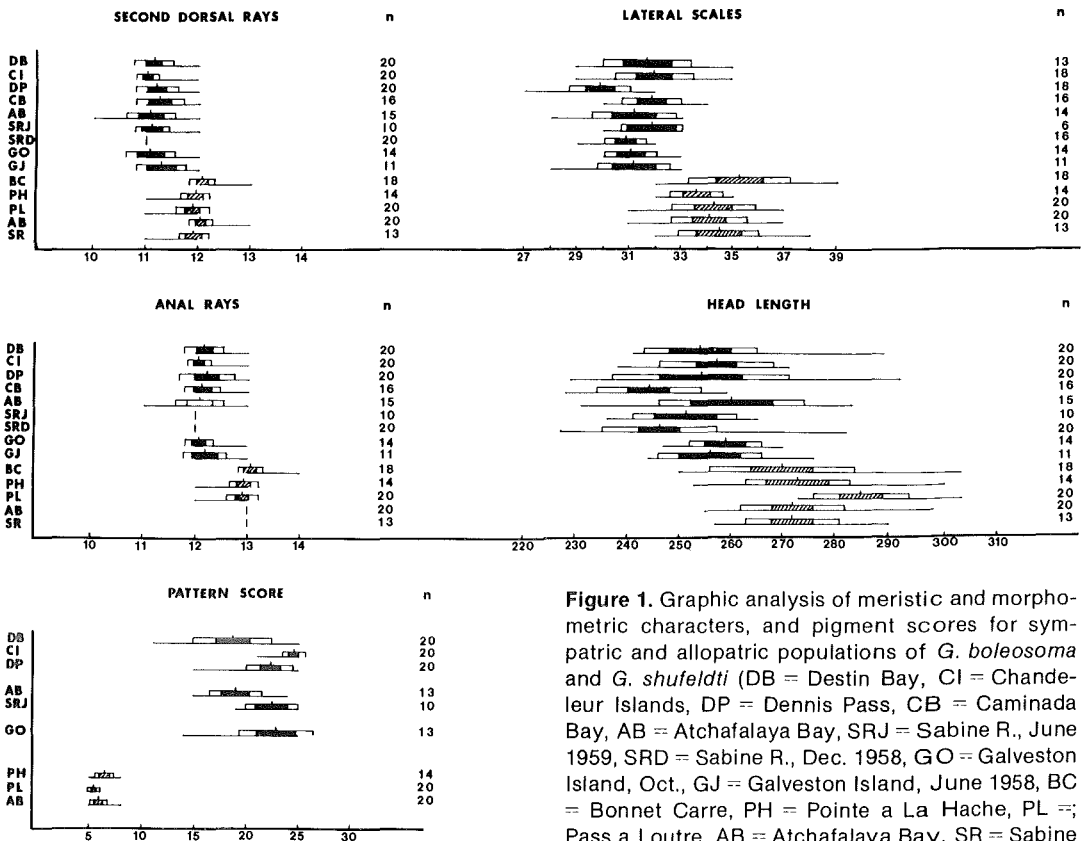 SECOND DORSAL RAYS n LATERAL SCALES n
DB 20 13
CI 20 18
DP 20 18
CB 16 12
AB 15 14
SRJ 10 6
SRD 20 16
GO 14 14
GJ 11 11
BC 18 18
PH 14 14
PL 20 20
AB 20 20
SR 13 13
10 11 12 13 14 27 29 31 33 35 37 39
ANAL RAYS n HEAD LENGTH n
DB 20 20
CI 20 20
DP 20 20
CB 16 16
AB 15 15
SRJ 10 10
SRD 20 20
GO 14 14
GJ 11 11
BC 18 18
PH 14 14
PL 20 20
AB 20 20
SR 13 13
10 11 12 13 14 220 230 240 250 260 270 280 290 300 310
PATTERN SCORE n
DB 20
CI 20
DP 20
AB 13
SRJ 10
GO 13
PH 14
PL 20
AB 20
5 10 15 20 25 30
Figure 1. Graphic analysis of meristic and morpho-
metric characters, and pigment scores for sym-
patric and allopatric populations of G. boleosoma
and G. shufeldti (DB = Destin Bay, CI = Chande-
leur Islands, DP = Dennis Pass, CB = Caminada
Bay, AB = Atchafalaya Bay, SRJ = Sabine R., June
1959, SRD = Sabine R., Dec. 1958, GO = Galveston
Island, Oct., GJ = Galveston Island, June 1958, BC
= Bonnet Carre, PH = Pointe a La Hache, PL =;
Pass a Loutre, AB = Atchafalaya Bay, SR = Sabine